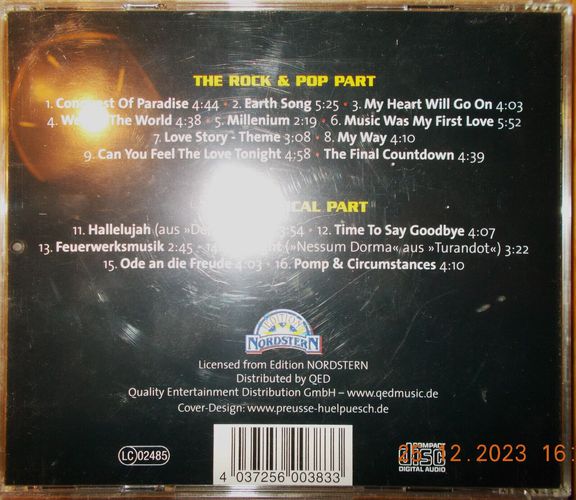 THE ROCK & POP PART
1. Of Paradise 4:44 • 2. Earth Song 5:25 • 3. My Heart Will Go On 4:03
4. The World 4:38 • 5. Millenium 2:19 • 6. Music Was My First Love 5:52
7. Love Story - Theme 3:08 • 8. My Way 4:10
9. Can You Feel The Love Tonight 4:58 • The Final Countdown 4:39
PART
11. Hallelujah (aus 3:54 • 12. Time To Say Goodbye 4:07
13. Feuerwerksmusik 2:45 - (»Nessum Dorma« aus »Turandot«) 3:22
15. Ode an die Freude 4:03 • 16. Pomp & Circumstances 4:10
EDITION
NORDSTERN
Licensed from Edition NORDSTERN
Distributed by QED
Quality Entertainment Distribution GmbH – www.qedmusic.de
Cover-Design: www.preusse-huelpuesch.de
LC 02485
4 037256 003833
COMPACT
disc
DIGITAL AUDIO
12.2023 16: